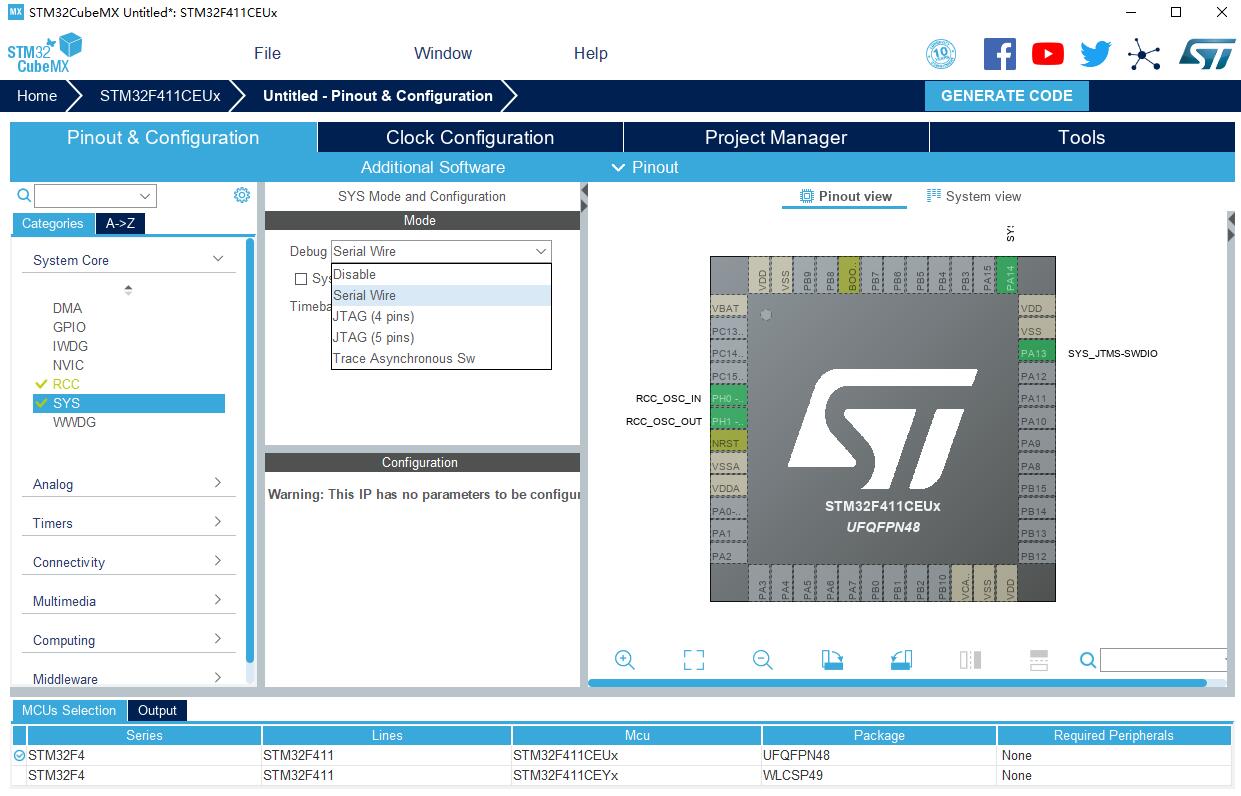 MX STM32CubeMX Untitled*: STM32F411CEUx
STM32 CubeMX
File Window Help
10
Home STM32F411CEUx Untitled - Pinout & Configuration GENERATE CODE
Pinout & Configuration Clock Configuration Project Manager Tools
Additional Software Pinout
SYS Mode and Configuration
Pinout view System view
Categories A->Z
Mode
System Core
DMA
GPIO
IWDG
NVIC
RCC
SYS
WWDG
Analog
Timers
Connectivity
Multimedia
Computing
Middleware
Debug Serial Wire
Disable
Sys
Serial Wire
Timeba
JTAG (4 pins)
JTAG (5 pins)
Trace Asynchronous Sw
Configuration
Warning: This IP has no parameters to be configur
SYS
VDD VSS PB9 PB8 BOO.. PB7 PB6 PB5 PB4 PB3 PA15 PA14
VBAT
PC13..
PC14..
PC15..
RCC_OSC_IN PH0 -..
RCC_OSC_OUT PH1 -..
NRST
VSSA
VDDA
PA0-..
PA1
PA2
VDD
VSS
PA13 SYS_JTMS-SWDIO
PA12
PA11
PA10
PA9
PA8
PB15
PB14
PB13
PB12
ST
STM32F411CEUx
UFQFPN48
PA3 PA4 PA5 PA6 PA7 PB0 PB1 PB2 PB10 VCA.. VSS VDD
MCUs Selection Output
Series Lines Mcu Package Required Peripherals
STM32F4 STM32F411 STM32F411CEUx UFQFPN48 None
STM32F4 STM32F411 STM32F411CEYx WLCSP49 None